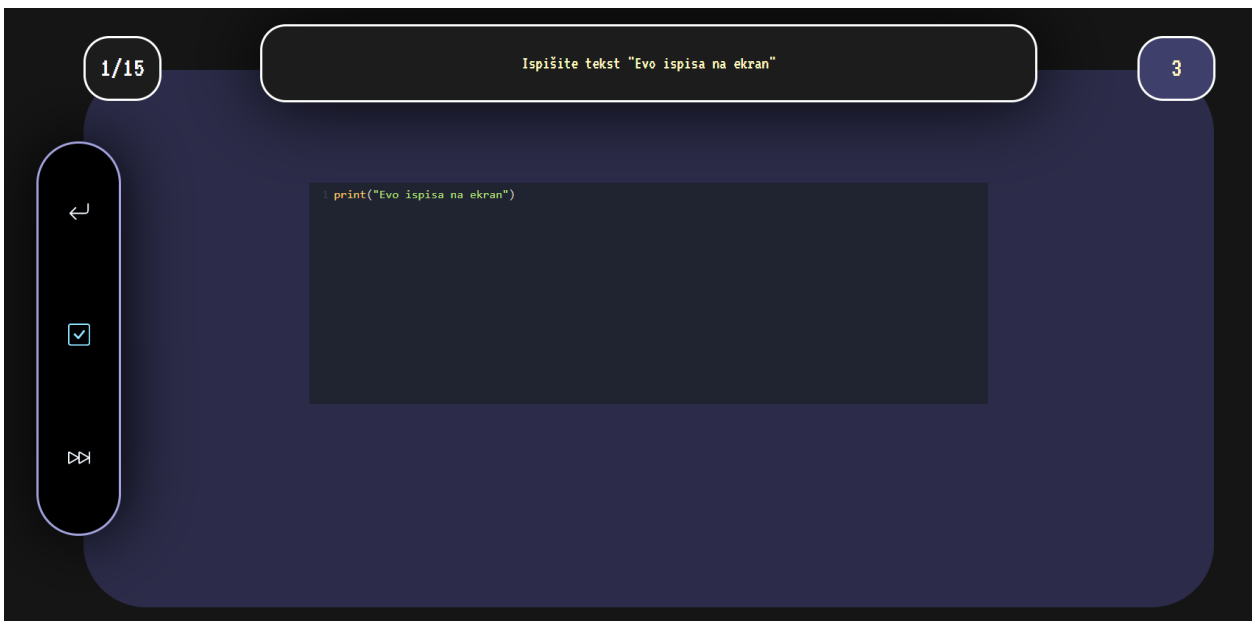 1/15
Ispišite tekst "Evo ispisa na ekran"
3
1 print("Evo ispisa na ekran")